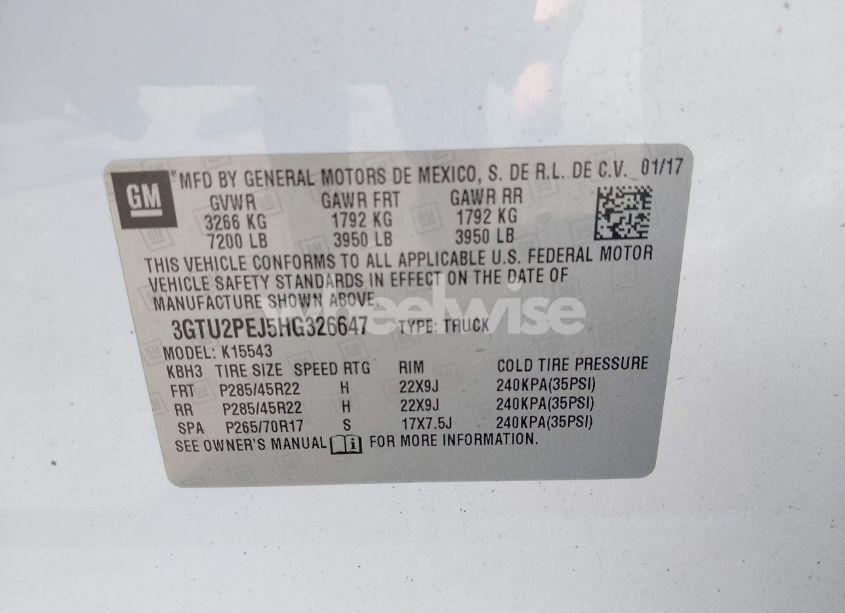 GM
*MFD BY GENERAL MOTORS DE MEXICO, S. DE R.L. DE C.V. 01/17
GVWR GAWR FRT GAWR RR
3266 KG 1792 KG 1792 KG
7200 LB 3950 LB 3950 LB
THIS VEHICLE CONFORMS TO ALL APPLICABLE U.S. FEDERAL MOTOR
VEHICLE SAFETY STANDARDS IN EFFECT ON THE DATE OF
MANUFACTURE SHOWN ABOVE.
3GTU2PEJ5HG326647 TYPE: TRUCK
MODEL: K15543
KBH3 TIRE SIZE SPEED RTG RIM COLD TIRE PRESSURE
FRT P285/45R22 H 22X9J 240KPA(35PSI)
RR P285/45R22 H 22X9J 240KPA(35PSI)
SPA P265/70R17 S 17X7.5J 240KPA(35PSI)
SEE OWNER'S MANUAL i FOR MORE INFORMATION.
wheelwise